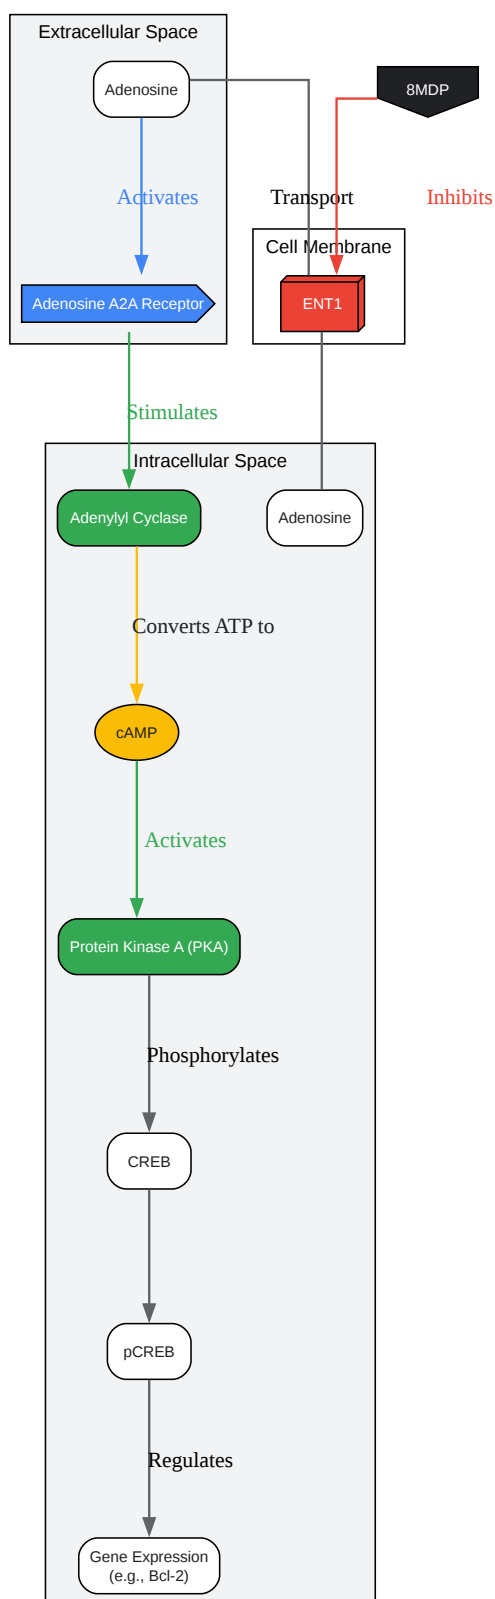 Extracellular Space
Adenosine
8MDP
Activates
Transport
Inhibits
Cell Membrane
Adenosine A2A Receptor
ENT1
Stimulates
Intracellular Space
Adenylyl Cyclase
Adenosine
Converts ATP to
cAMP
Activates
Protein Kinase A (PKA)
Phosphorylates
CREB
pCREB
Regulates
Gene Expression
(e.g., Bcl-2)